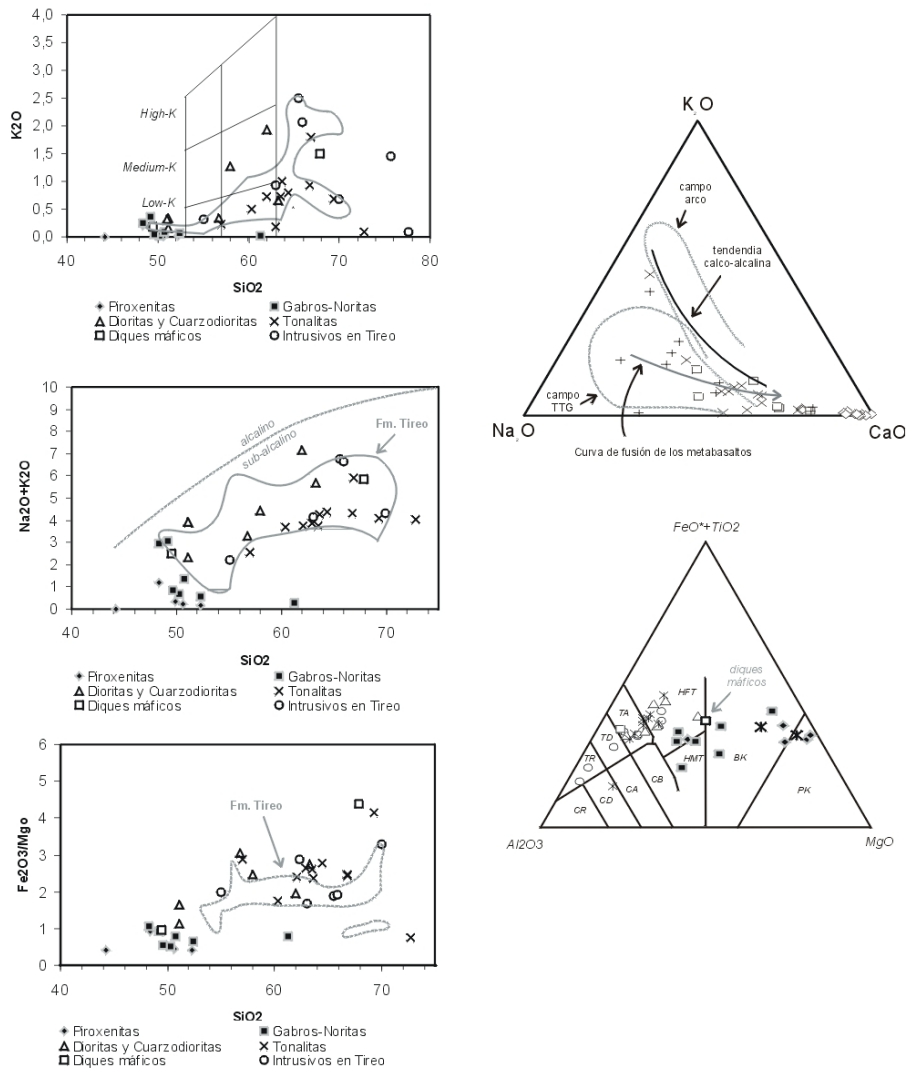 4,0
3,5
3,0
2,5
2,0
1,5
1,0
0,5
0,0
K2O
High-K
Medium-K
Low-K
40 50 60 70 80
SiO2
Piroxenitas Gabros-Noritas
Dioritas y Cuarzodioritas Tonalitas
Diques máficos Intrusivos en Tireo
10
9
8
7
6
5
4
3
2
1
0
Na2O+K2O
alcalino
sub-alcalino
Fm. Tireo
40 50 60 70
SiO2
Piroxenitas Gabros-Noritas
Dioritas y Cuarzodioritas Tonalitas
Diques máficos Intrusivos en Tireo
6
5
4
3
2
1
0
Fe2O3/Mgo
Fm. Tireo
40 50 60 70
SiO2
Piroxenitas Gabros-Noritas
Dioritas y Cuarzodioritas Tonalitas
Diques máficos Intrusivos en Tireo
K2O
campo
arco
tendendia
calco-alcalina
campo
TTG
Na2O
CaO
Curva de fusión de los metabasaltos
FeO*+TiO2
diques
máficos
HFT
TA
TD
TR
HMT
BK
PK
CB
CA
CD
CR
Al2O3
MgO